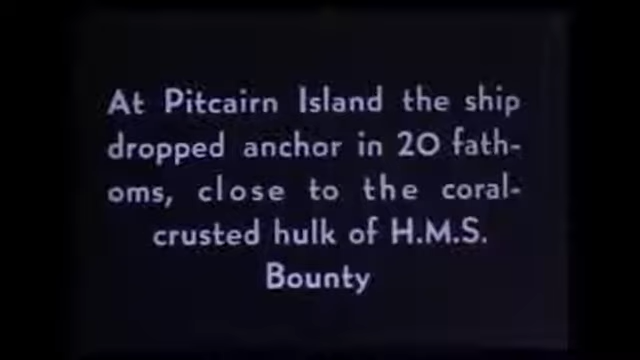 At Pitcairn Island the ship
dropped anchor in 20 fath-
oms, close to the coral-
crusted hulk of H.M.S.
Bounty